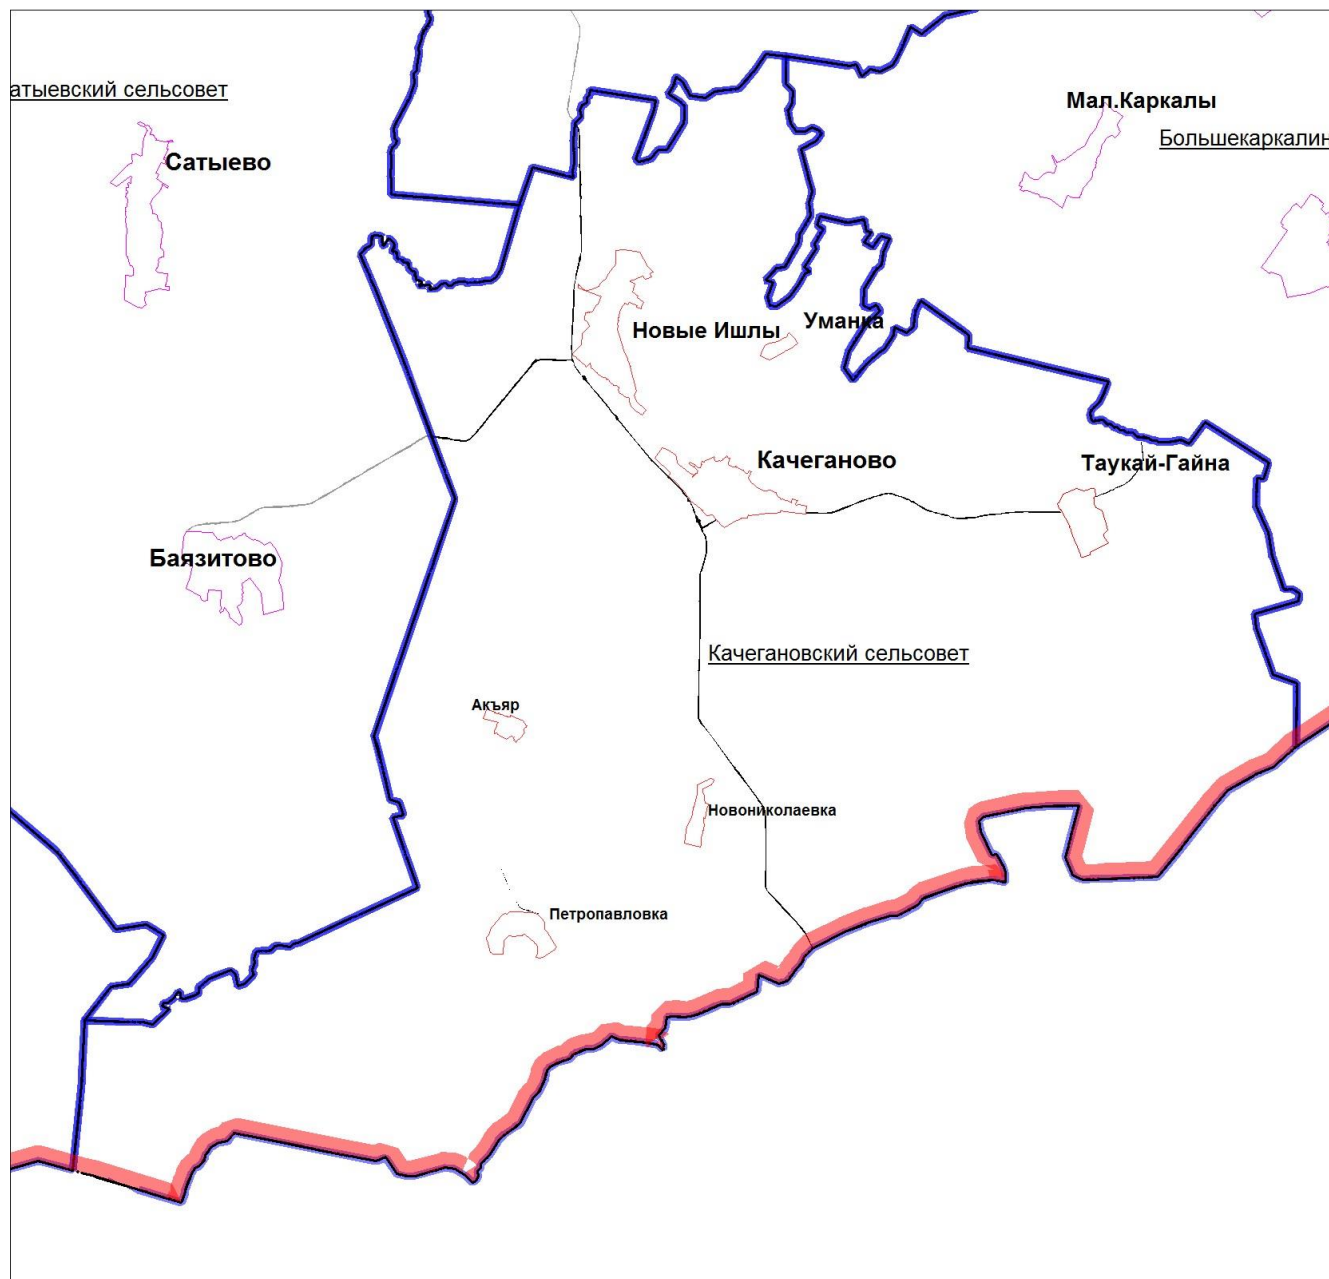 атыевский сельсовет
Мал.Каркалы
Большекаркалин
Сатыево
Новые Ишлы
Уманка
Качеганово
Таукай-Гайна
Баязитово
Качегановский сельсовет
Акъяр
Новониколаевка
Петропавловка